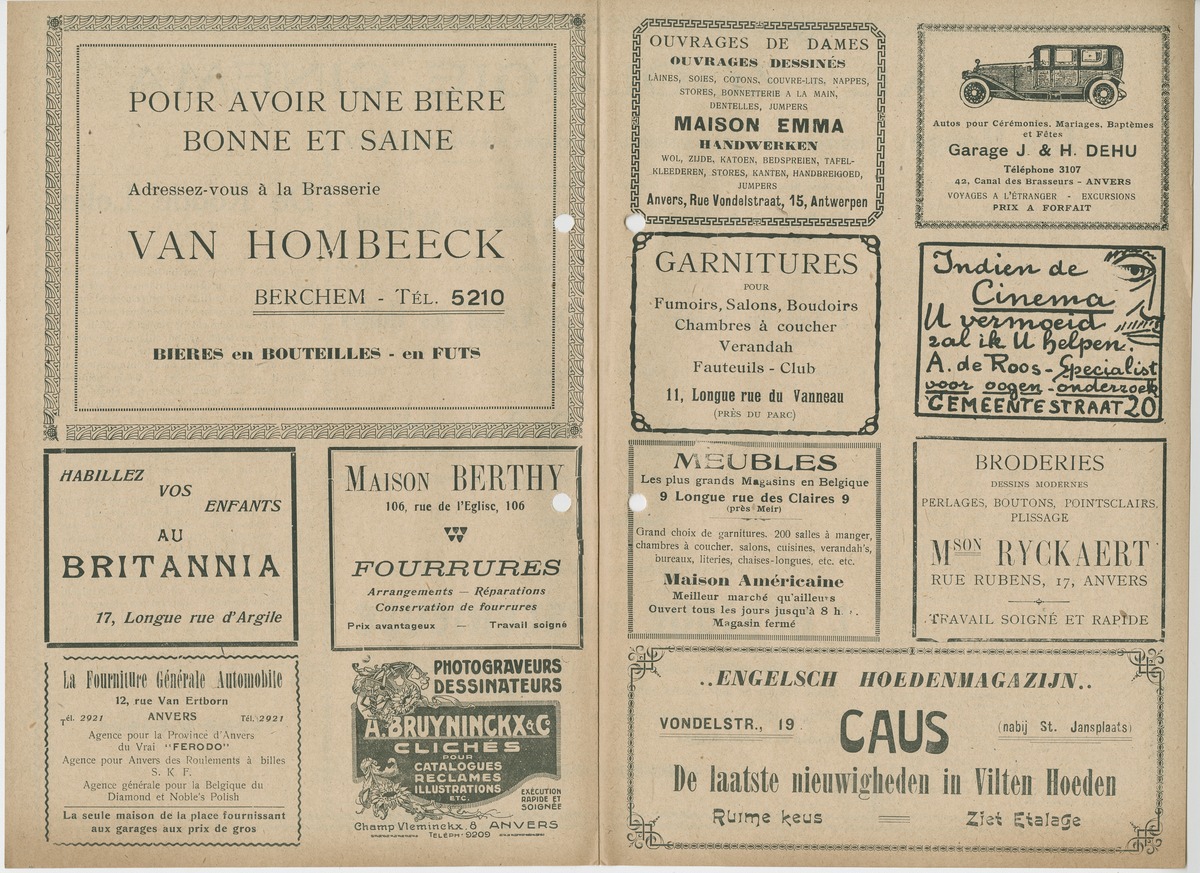 POUR AVOIR UNE BIÈRE
BONNE ET SAINE
Adressez-vous à la Brasserie
VAN HOMBEECK
BERCHEM - TÉL. 5210
BIERES en BOUTEILLES - en FUTS
HABILLEZ
VOS
ENFANTS
AU
BRITANNIA
17, Longue rue d'Argile
MAISON BERTHY
106, rue de l'Eglise, 106
FOURRURES
Arrangements — Réparations
Conservation de fourrures
Prix avantageux — Travail soigné
La Fourniture Générale Automobile
12, rue Van Ertborn
Tél. 2921 ANVERS Tél. 2921
Agence pour la Province d'Anvers
du Vrai "FERODO"
Agence pour Anvers des Roulements à billes
S. K. F.
Agence générale pour la Belgique du
Diamond et Noble's Polish
La seule maison de la place fournissant
aux garages aux prix de gros
PHOTOGRAVEURS
DESSINATEURS
A. BRUYNINCKX & Co
CLICHÉS
POUR
CATALOGUES
RECLAMES
ILLUSTRATIONS
ETC.
EXÉCUTION
RAPIDE ET
SOIGNÉE
Champ Vleminckx. 8 ANVERS
TELÉPH· 9209
OUVRAGES DE DAMES
OUVRAGES DESSINÉS
LAINES, SOIES, COTONS, COUVRE-LITS, NAPPES,
STORES, BONNETTERIE A LA MAIN,
DENTELLES, JUMPERS
MAISON EMMA
HANDWERKEN
WOL, ZIJDE, KATOEN, BEDSPREIEN, TAFEL-
KLEEDEREN, STORES, KANTEN, HANDBREIGOED,
JUMPERS
Anvers, Rue Vondelstraat, 15, Antwerpen
Autos pour Cérémonies, Mariages, Baptêmes
et Fêtes
Garage J. & H. DEHU
Téléphone 3107
42, Canal des Brasseurs - ANVERS
VOYAGES A L'ÉTRANGER - EXCURSIONS
PRIX A FORFAIT
GARNITURES
POUR
Fumoirs, Salons, Boudoirs
Chambres à coucher
Verandah
Fauteuils - Club
11, Longue rue du Vanneau
(PRÈS DU PARC)
Indien de
Cinema
U vermoeid
zal ik U helpen.
A. de Roos - Specialist
voor oogen-onderzoek
GEMEENTESTRAAT 20
MEUBLES
Les plus grands Magasins en Belgique
9 Longue rue des Claires 9
(près Meir)
Grand choix de garnitures. 200 salles à manger,
chambres à coucher, salons, cuisines, verandah's,
bureaux, literies, chaises-longues, etc. etc.
Maison Américaine
Meilleur marché qu'ailleurs
Ouvert tous les jours jusqu'à 8 h.
Magasin fermé
BRODERIES
DESSINS MODERNES
PERLAGES, BOUTONS, POINTSCLAIRS,
PLISSAGE
MSON RYCKAERT
RUE RUBENS, 17, ANVERS
TRAVAIL SOIGNÉ ET RAPIDE
..ENGELSCH HOEDENMAGAZIJN..
VONDELSTR., 19 CAUS (nabij St. Jansplaats)
De laatste nieuwigheden in Vilten Hoeden
Ruime keus = Ziet Etalage